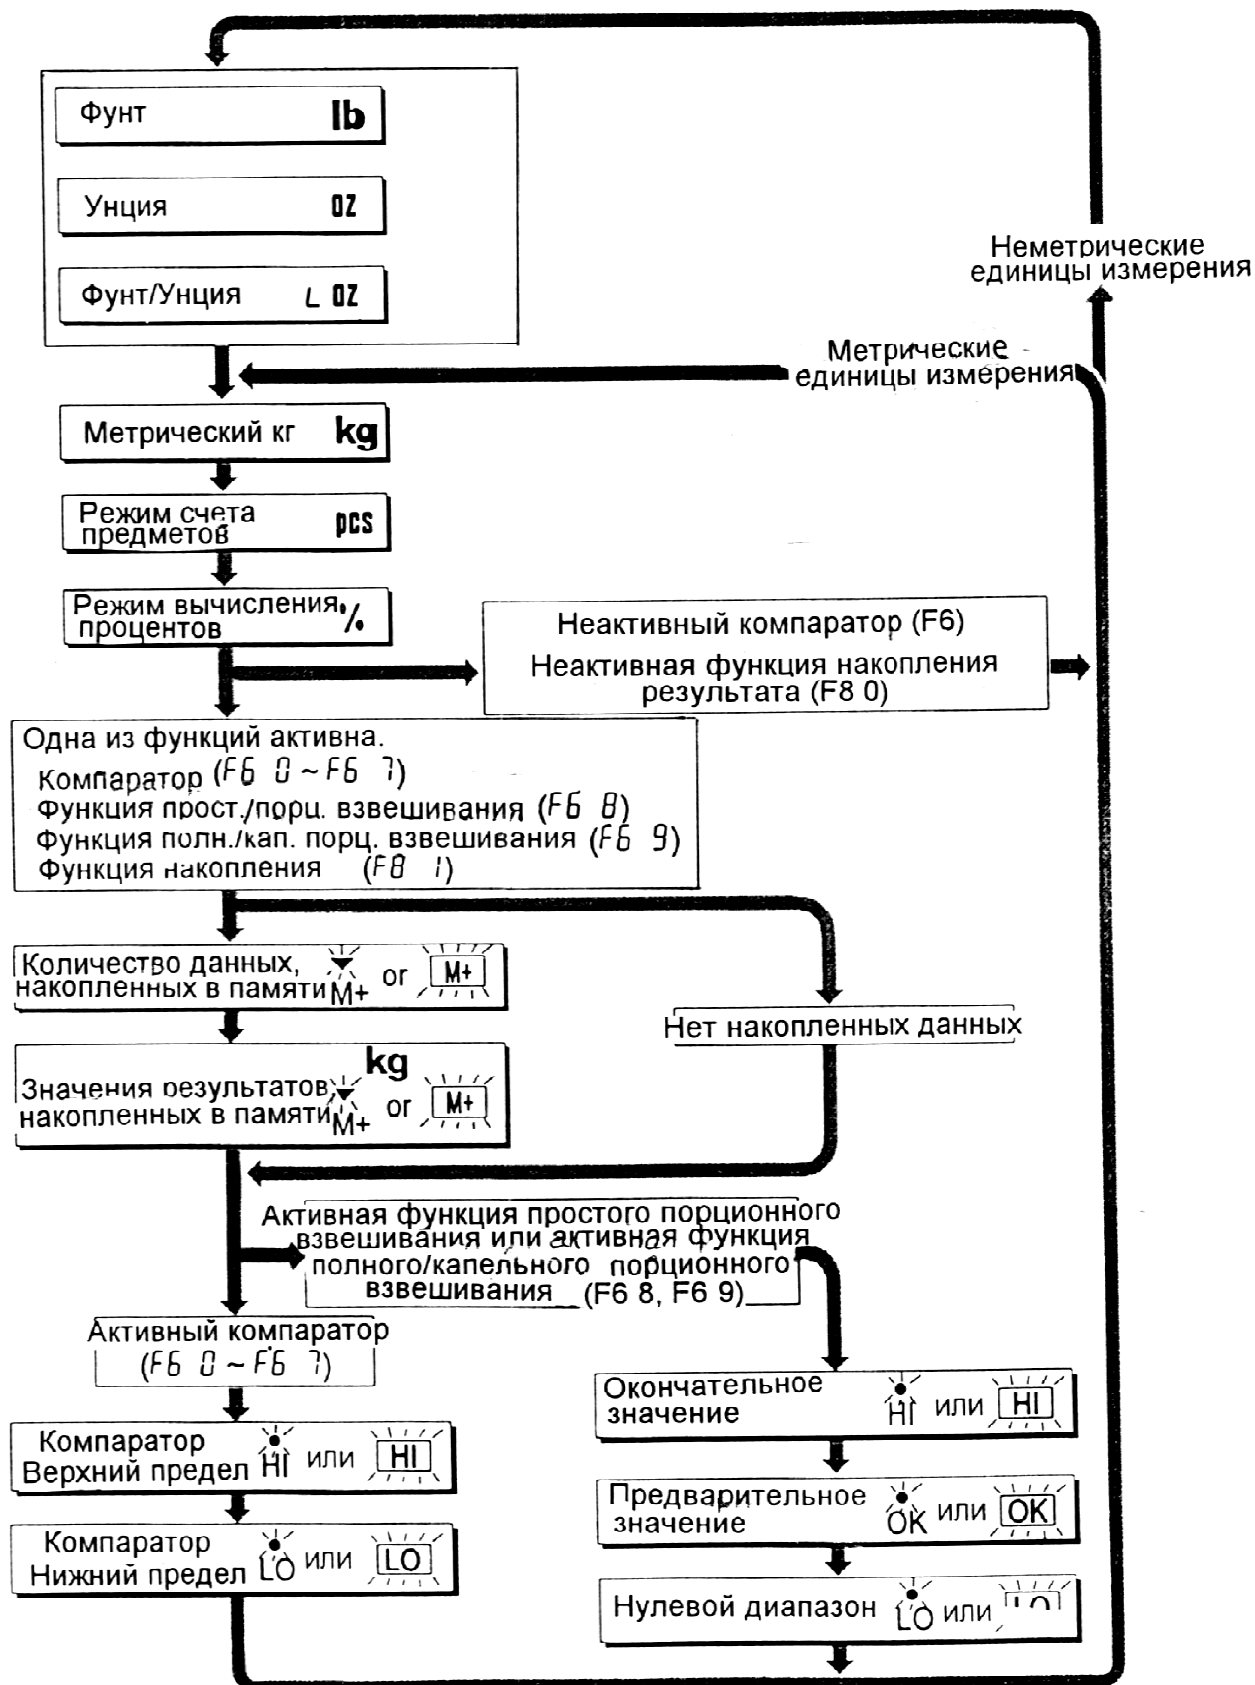 Фунт lb
Унция oz
Фунт/Унция L oz
Неметрические
единицы измерения
Метрические
единицы измерения
Метрический кг kg
Режим счета
предметов pcs
Режим вычисления
процентов %
Неактивный компаратор (F6)
Неактивная функция накопления
результата (F8 0)
Одна из функций активна.
Компаратор (F6 0 ~ F6 7)
Функция прост./порц. взвешивания (F6 8)
Функция полн./кап. порц. взвешивания (F6 9)
Функция накопления (F8 1)
Количество данных,
накопленных в памяти M+ or M+
Нет накопленных данных
kg
Значения результатов,
накопленных в памяти M+ or M+
Активная функция простого порционного
взвешивания или активная функция
полного/капельного порционного
взвешивания (F6 8, F6 9)
Активный компаратор
(F6 0 ~ F6 7)
Компаратор
Верхний предел HI или HI
Компаратор
Нижний предел LO или LO
Окончательное
значение HI или HI
Предварительное
значение OK или OK
Нулевой диапазон LO или LO